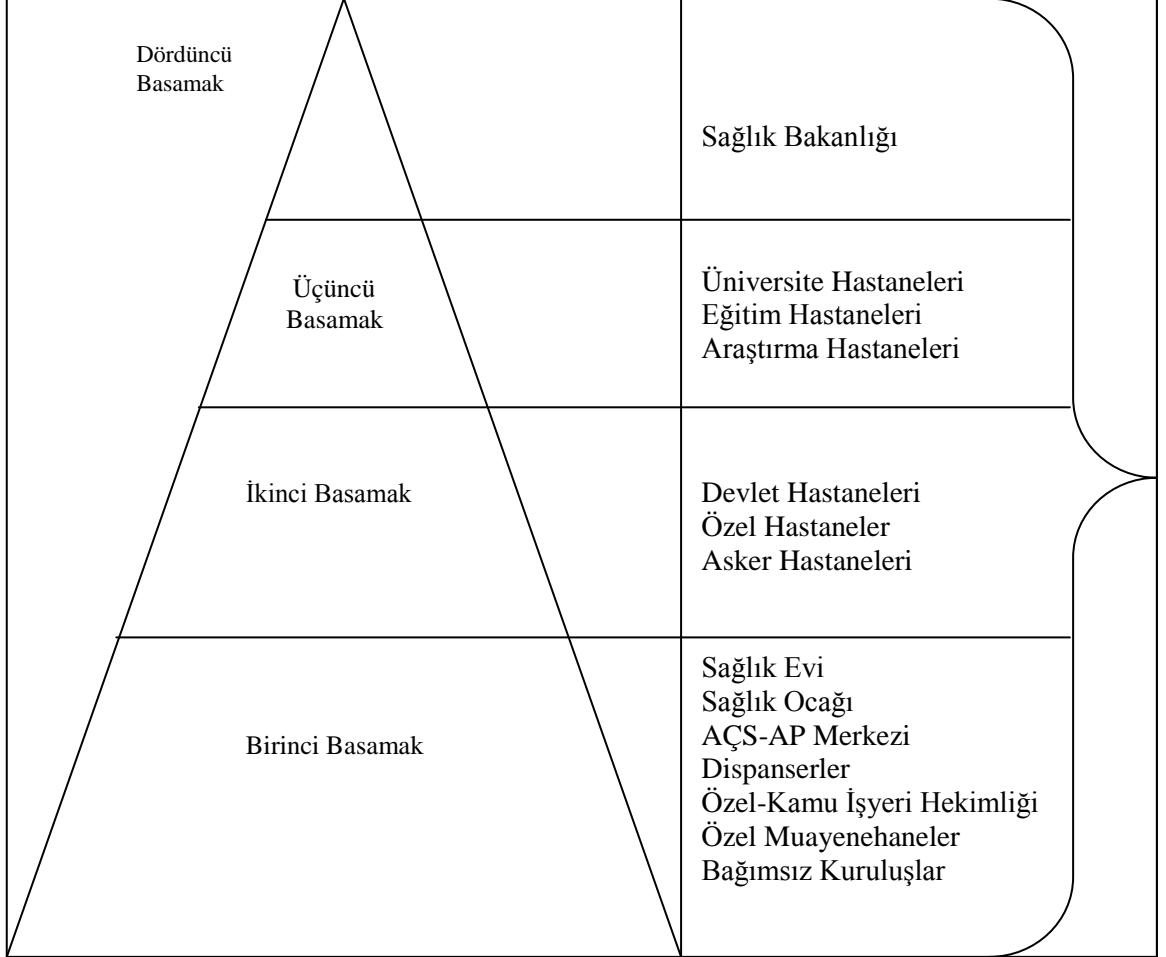 Dördüncü
Basamak
Sağlık Bakanlığı
Üçüncü
Basamak
Üniversite Hastaneleri
Eğitim Hastaneleri
Araştırma Hastaneleri
İkinci Basamak
Devlet Hastaneleri
Özel Hastaneler
Asker Hastaneleri
Birinci Basamak
Sağlık Evi
Sağlık Ocağı
AÇS-AP Merkezi
Dispanserler
Özel-Kamu İşyeri Hekimliği
Özel Muayenehaneler
Bağımsız Kuruluşlar